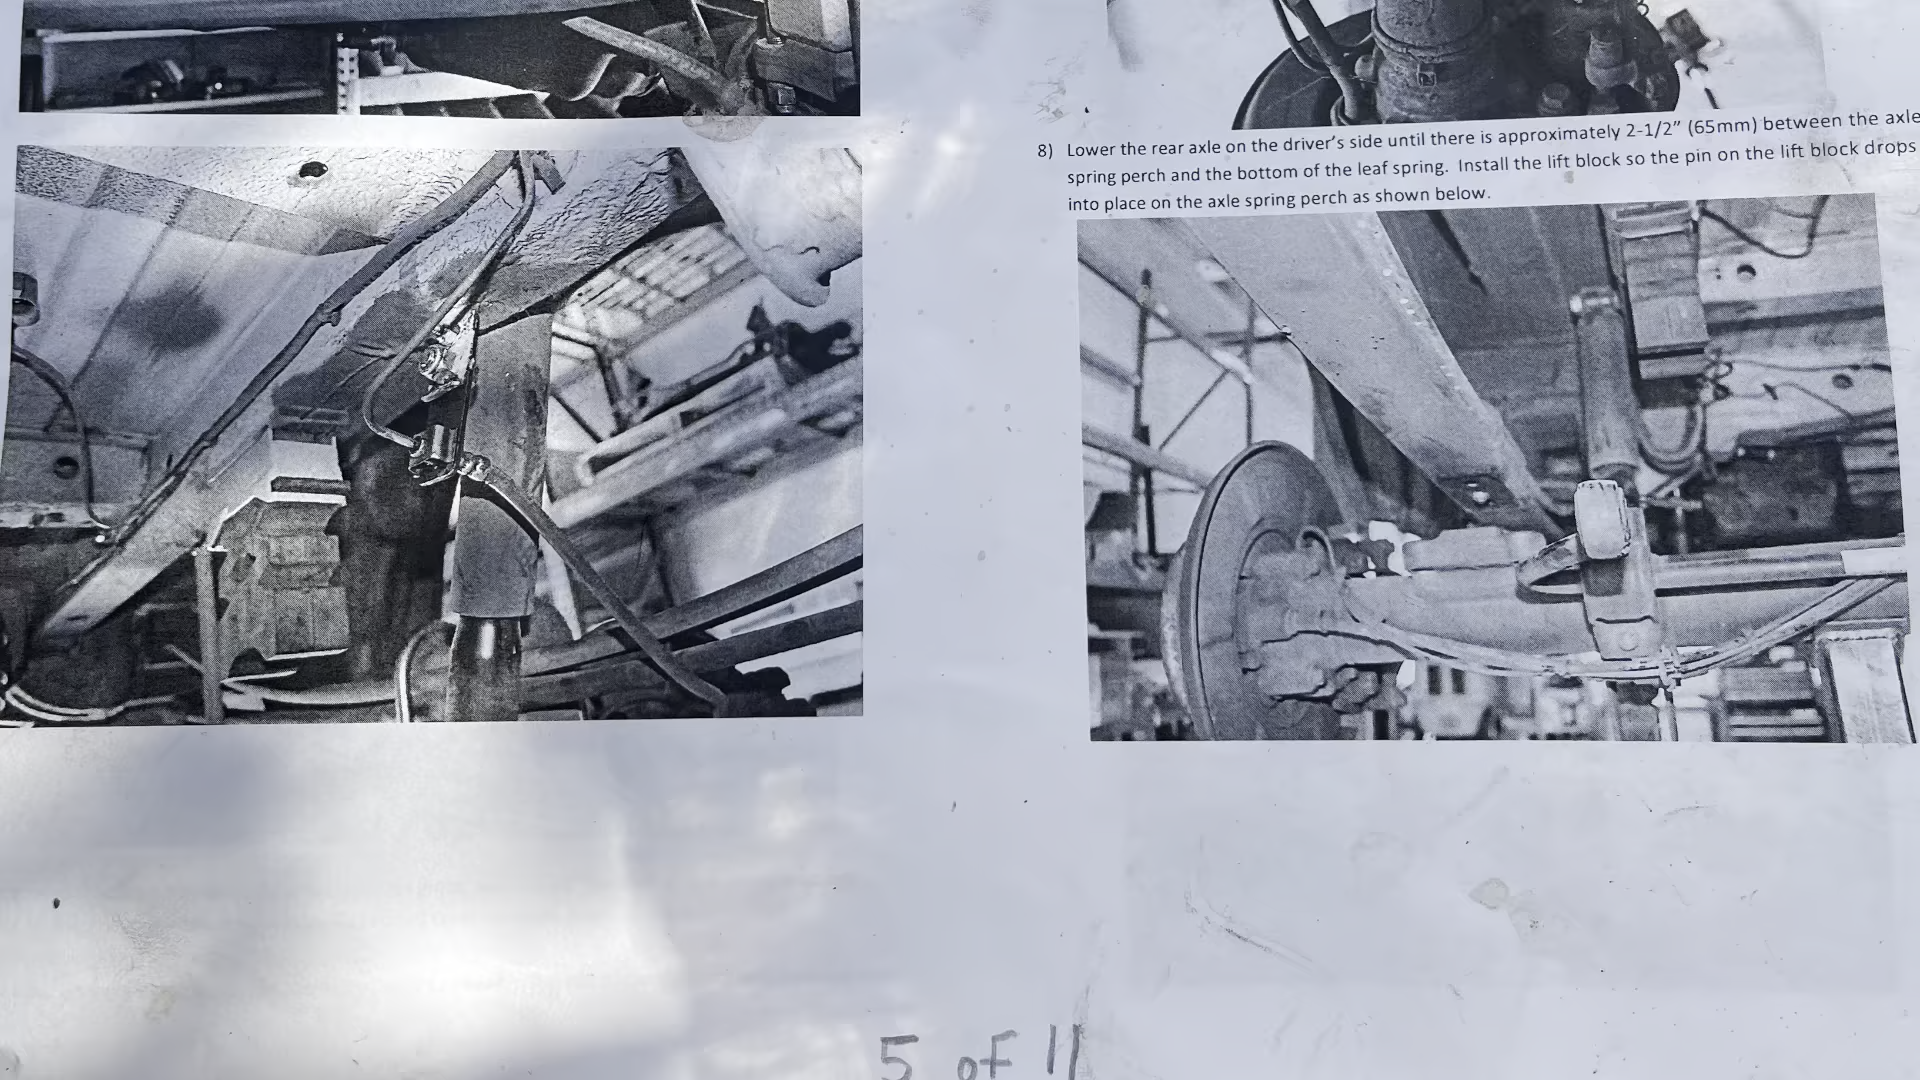 8) Lower the rear axle on the driver’s side until there is approximately 2-1/2” (65mm) between the axle
spring perch and the bottom of the leaf spring. Install the lift block so the pin on the lift block drops
into place on the axle spring perch as shown below.
5 of 11